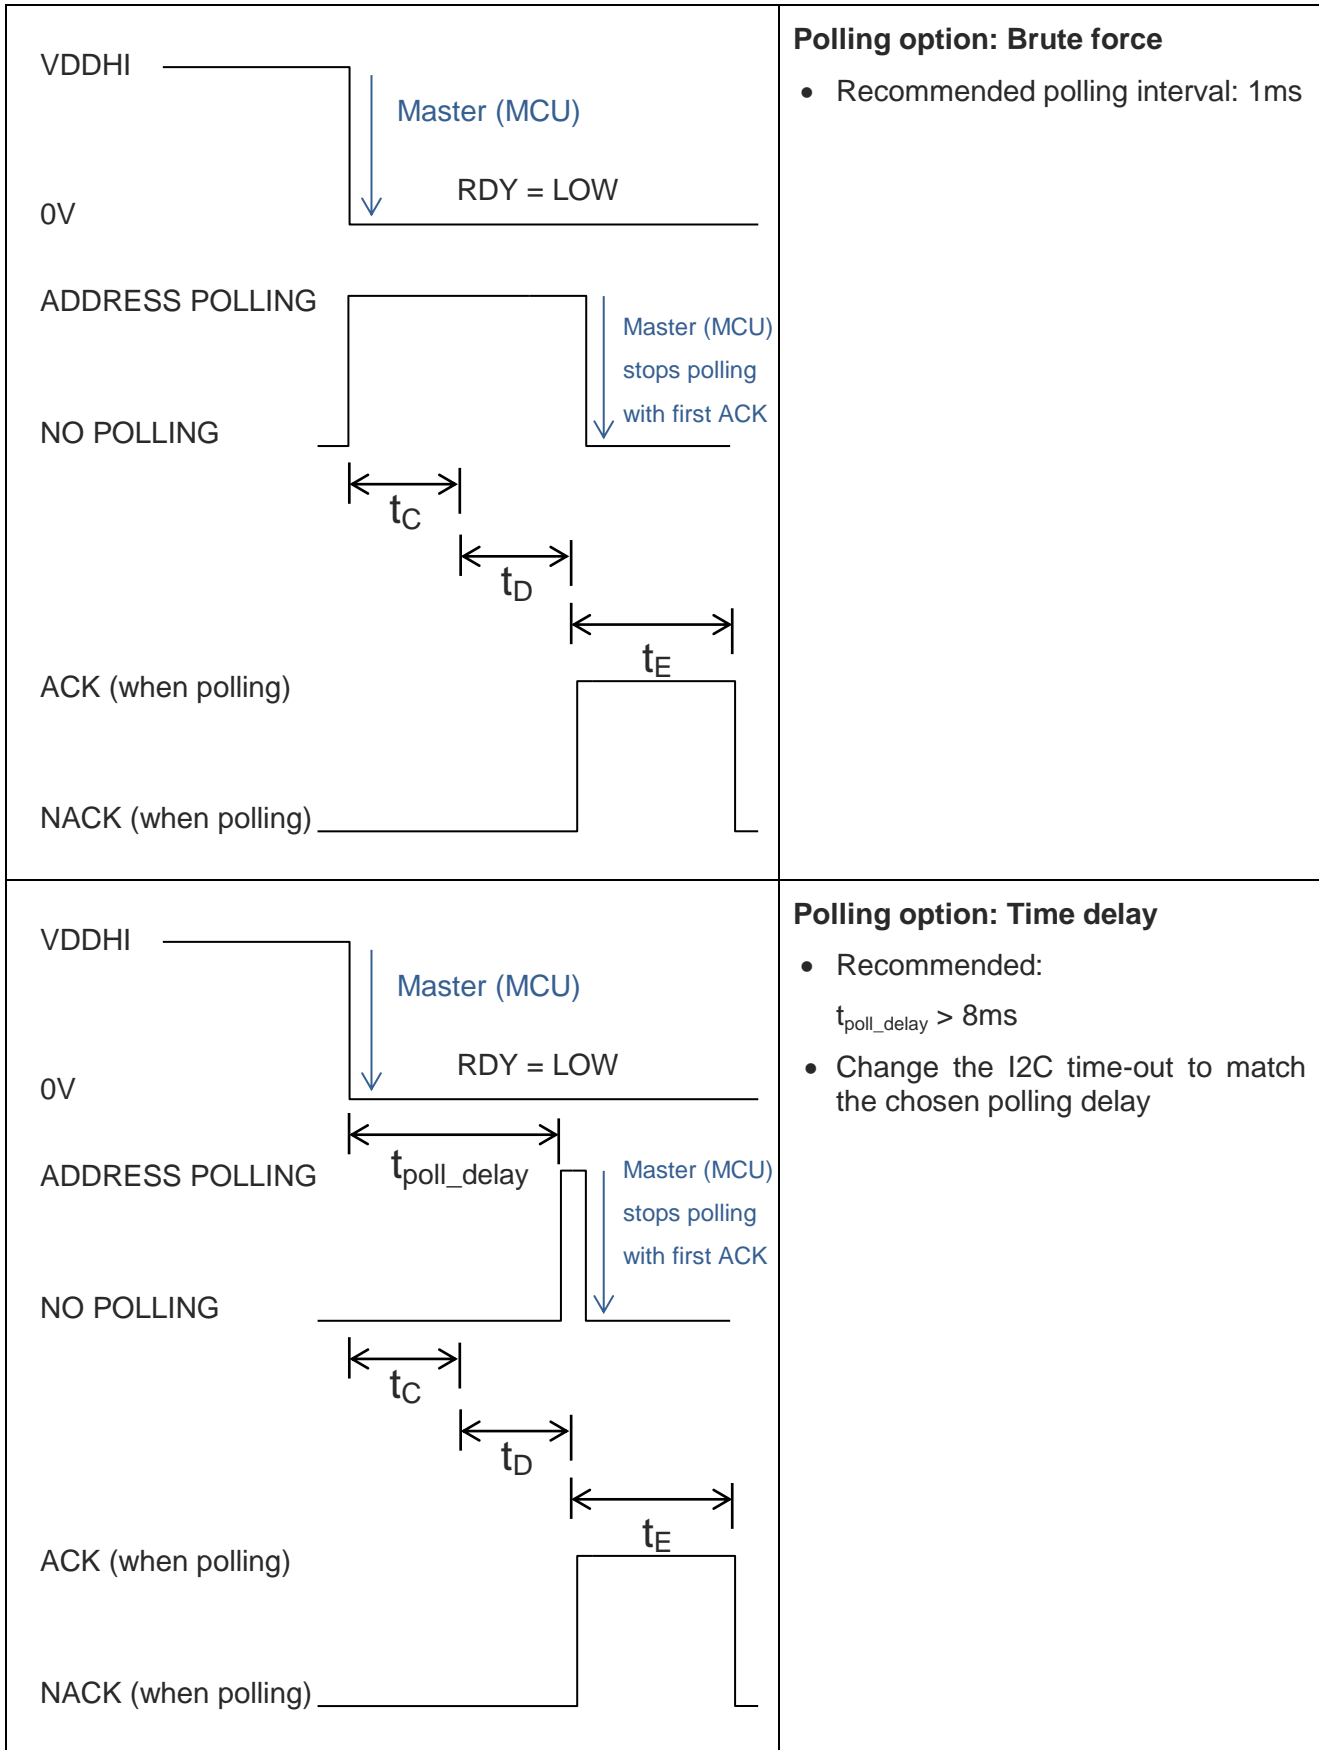 VDDHI
Master (MCU)
RDY = LOW
0V
ADDRESS POLLING
Master (MCU)
stops polling
with first ACK
NO POLLING
tC
tD
tE
ACK (when polling)
NACK (when polling)
Polling option: Brute force
• Recommended polling interval: 1ms
VDDHI
Master (MCU)
RDY = LOW
0V
tpoll_delay
ADDRESS POLLING
Master (MCU)
stops polling
with first ACK
NO POLLING
tC
tD
tE
ACK (when polling)
NACK (when polling)
Polling option: Time delay
• Recommended:
tpoll_delay > 8ms
• Change the I2C time-out to match
the chosen polling delay